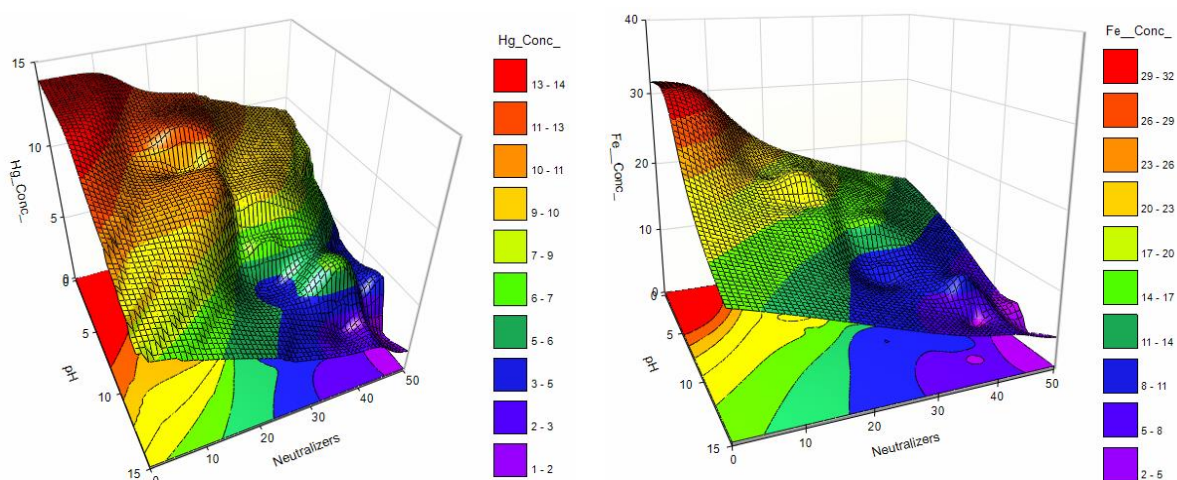 Hg_Conc_
13 - 14
11 - 13
10 - 11
9 - 10
7 - 9
6 - 7
5 - 6
3 - 5
2 - 3
1 - 2
15
10
5
0
Hg_Conc_
0
5
10
15
pH
0
10
20
30
40
50
Neutralizers
Fe__Conc_
29 - 32
26 - 29
23 - 26
20 - 23
17 - 20
14 - 17
11 - 14
8 - 11
5 - 8
2 - 5
40
30
20
10
0
Fe__Conc_
0
5
10
15
pH
0
10
20
30
40
50
Neutralizers